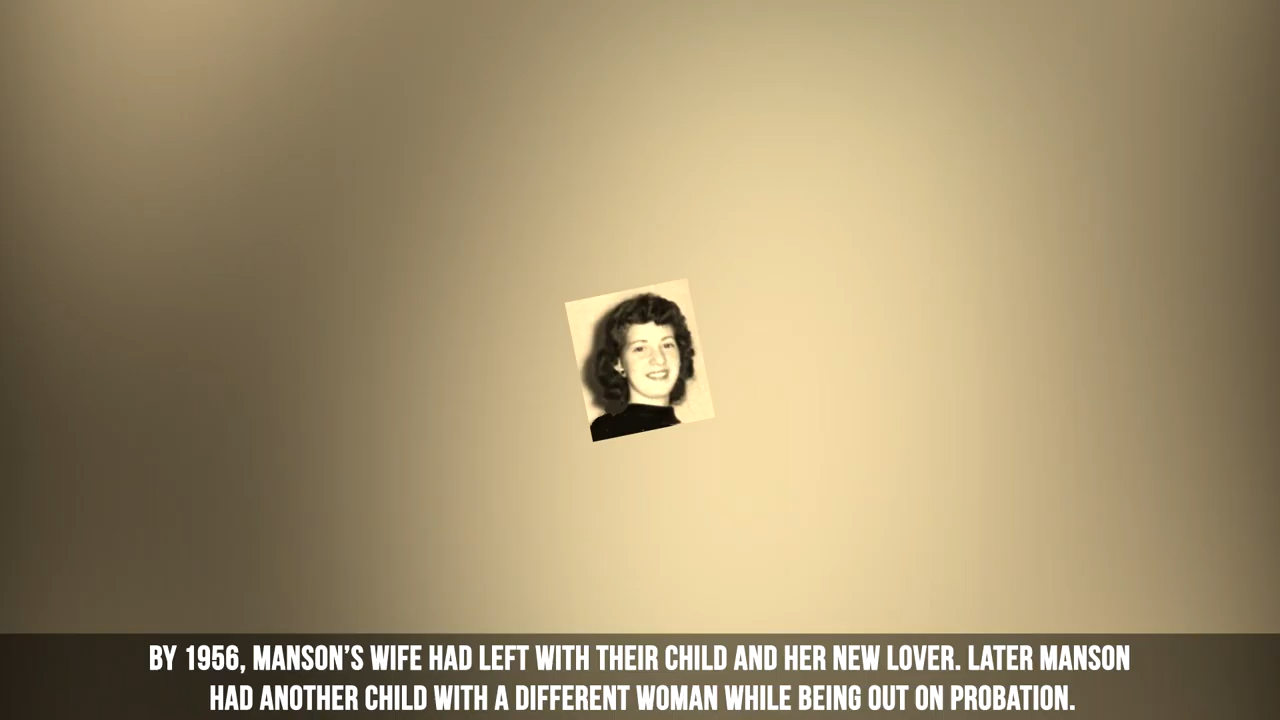 BY 1956, MANSON'S WIFE HAD LEFT WITH THEIR CHILD AND HER NEW LOVER. LATER MANSON
HAD ANOTHER CHILD WITH A DIFFERENT WOMAN WHILE BEING OUT ON PROBATION.